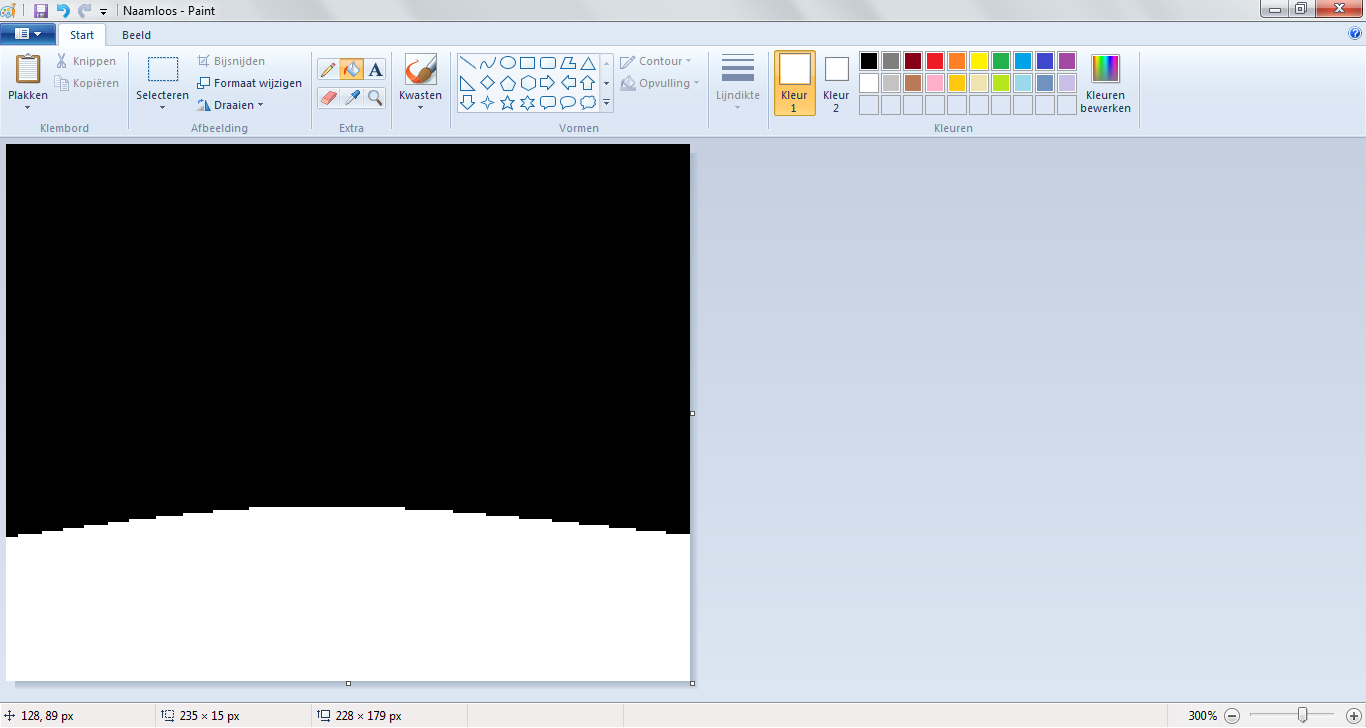 Naamloos - Paint
Start Beeld
Plakken
Knippen
Kopiëren
Klembord
Selecteren
Bijsnijden
Formaat wijzigen
Draaien
Afbeelding
A
Extra
Kwasten
Vormen
Contour
Opvulling
Lijndikte
Kleur
1
Kleur
2
Kleuren
Kleuren
bewerken
128, 89 px
235 × 15 px
228 × 179 px
300%